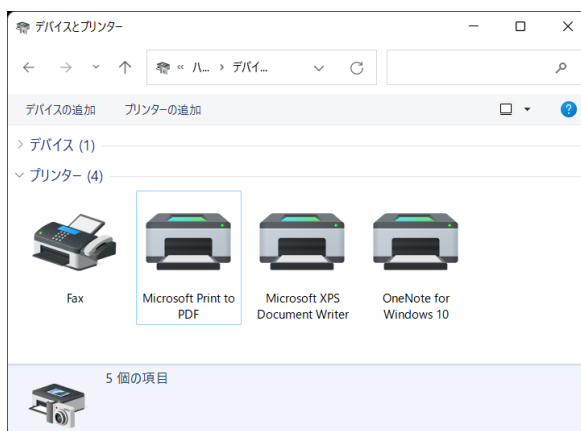 デバイスとプリンター
« ハ... › デバイ...
デバイスの追加 プリンターの追加
デバイス (1)
プリンター (4)
Fax
Microsoft Print to
PDF
Microsoft XPS
Document Writer
OneNote for
Windows 10
5 個の項目